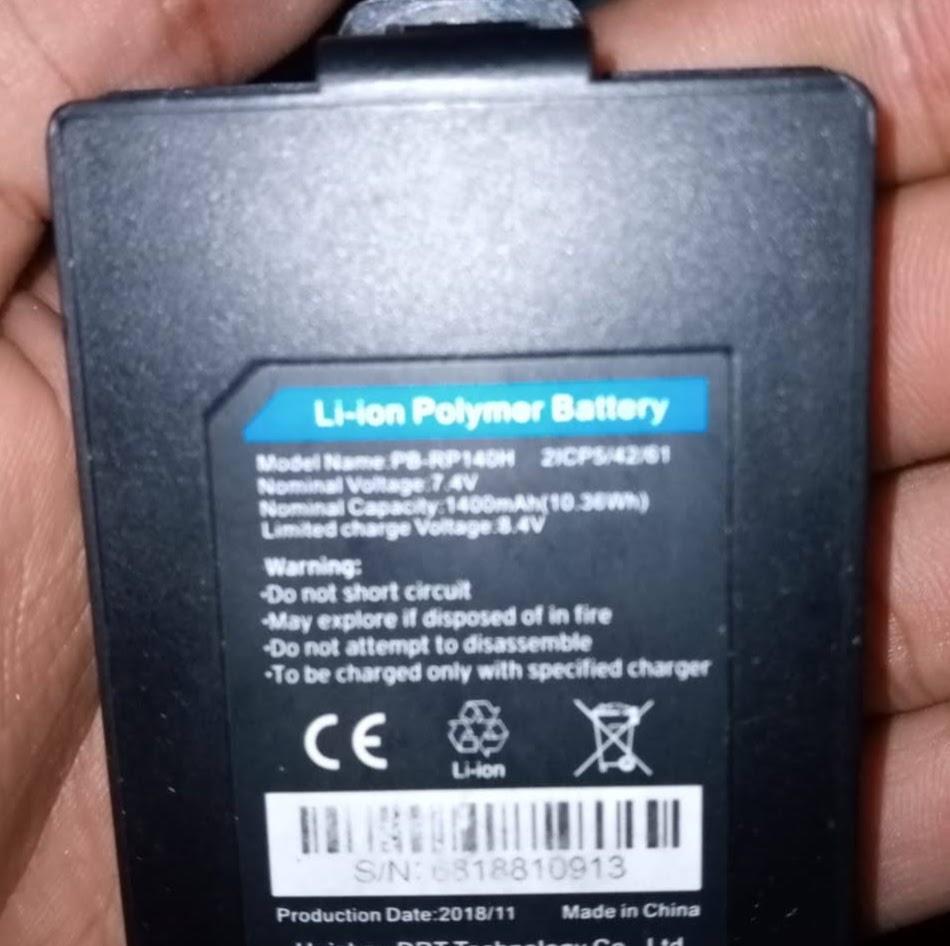 Li-ion Polymer Battery
Model Name:PB-RP140H 2ICP5/42/61
Nominal Voltage:7.4V
Nominal Capacity:1400mAh(10.36Wh)
Limited charge Voltage:8.4V
Warning:
-Do not short circuit
-May explore if disposed of in fire
-Do not attempt to disassemble
-To be charged only with specified charger
CE
Li-ion
S/N: 6818810913
Production Date:2018/11 Made in China
Technology Co., Ltd